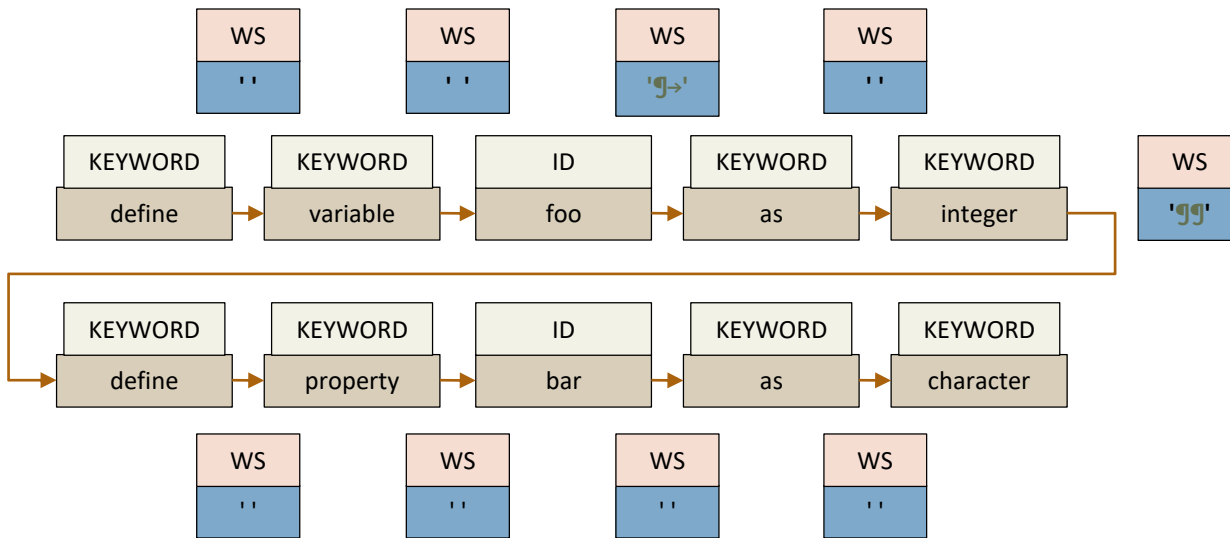 WS WS WS WS
' ' ' ' '¶→' ' '
KEYWORD KEYWORD ID KEYWORD KEYWORD WS
define variable foo as integer '¶¶'
KEYWORD KEYWORD ID KEYWORD KEYWORD
define property bar as character
WS WS WS WS
' ' ' ' ' ' ' '